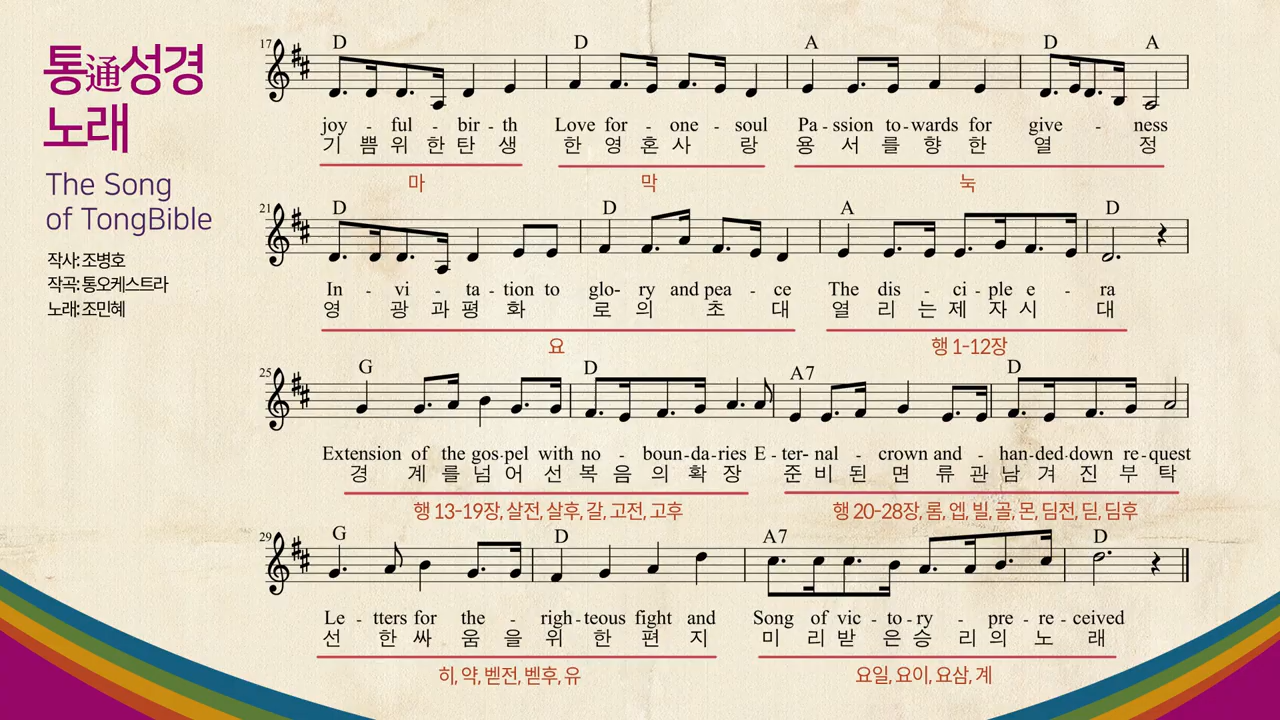 통通성경
노래
The Song
of TongBible
작사: 조병호
작곡: 통오케스트라
노래: 조민혜
17
D D A D A
joy - ful - bir - th Love for - one - soul Pa - ssion to - wards for give - ness
기 쁨 위 한 탄 생 한 영 혼 사 랑 용 서 를 향 한 열 정
마 막 눅
21
D D A D
In - vi - ta - tion to glo- ry and pea - ce The dis - ci - ple e - ra
영 광 과 평 화 로 의 초 대 열 리 는 제 자 시 대
요 행 1-12장
25
G D A7 D
Extension of the gos - pel with no - boun - da - ries E - ter- nal - crown and - han - ded - down re - quest
경 계 를 넘 어 선 복 음 의 확 장 준 비 된 면 류 관 남 겨 진 부 탁
행 13-19장, 살전, 살후, 갈, 고전, 고후 행 20-28장, 롬, 엡, 빌, 골, 몬, 딤전, 딛, 딤후
29
G D A7 D
Le - tters for the - righ - teous fight and Song of vic - to - ry - pre - re - ceived
선 한 싸 움 을 위 한 편 지 미 리 받 은 승 리 의 노 래
히, 약, 벧전, 벧후, 유 요일, 요이, 요삼, 계